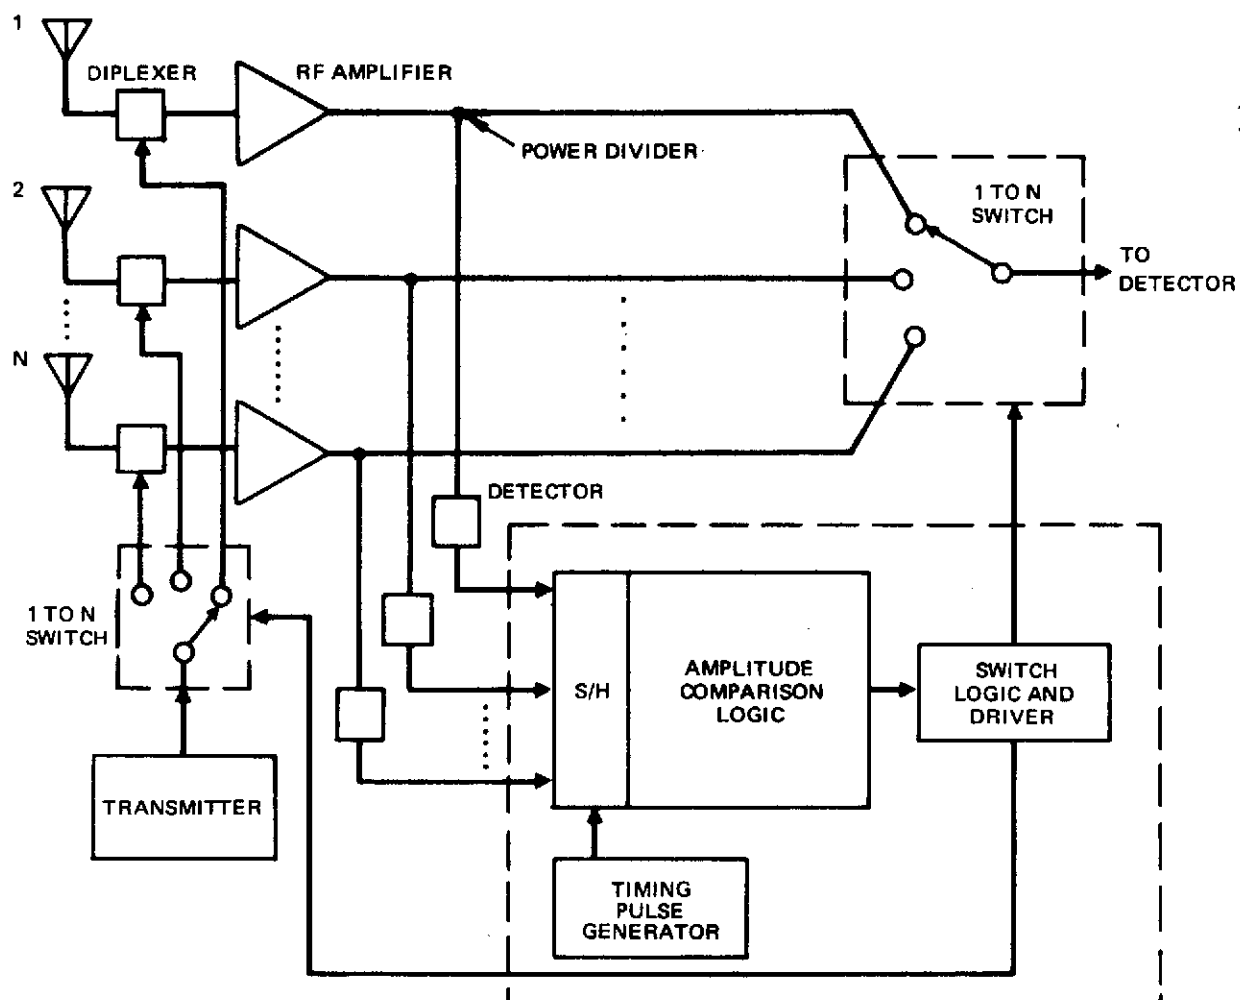 1
DIPLEXER
RF AMPLIFIER
POWER DIVIDER
2
1 TO N
SWITCH
TO
DETECTOR
N
DETECTOR
1 TO N
SWITCH
S/H
AMPLITUDE
COMPARISON
LOGIC
SWITCH
LOGIC AND
DRIVER
TRANSMITTER
TIMING
PULSE
GENERATOR